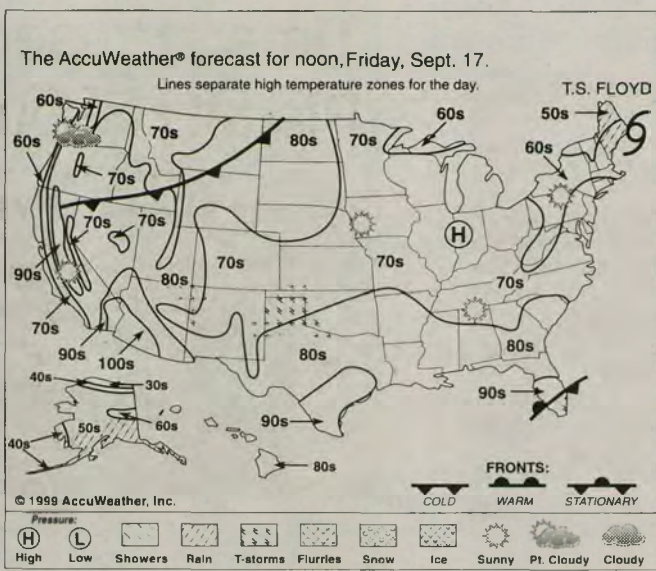 The AccuWeather® forecast for noon, Friday, Sept. 17.
Lines separate high temperature zones for the day.
T.S. FLOYD
60s
70s
80s
70s
60s
50s
60s
60s
70s
70s
70s
90s
80s
70s
70s
70s
70s
90s
100s
80s
80s
90s
90s
H
40s
30s
50s
60s
40s
80s
FRONTS:
COLD
WARM
STATIONARY
© 1999 AccuWeather, Inc.
Pressure:
H
L
High
Low
Showers
Rain
T-storms
Flurries
Snow
Ice
Sunny
Pt. Cloudy
Cloudy